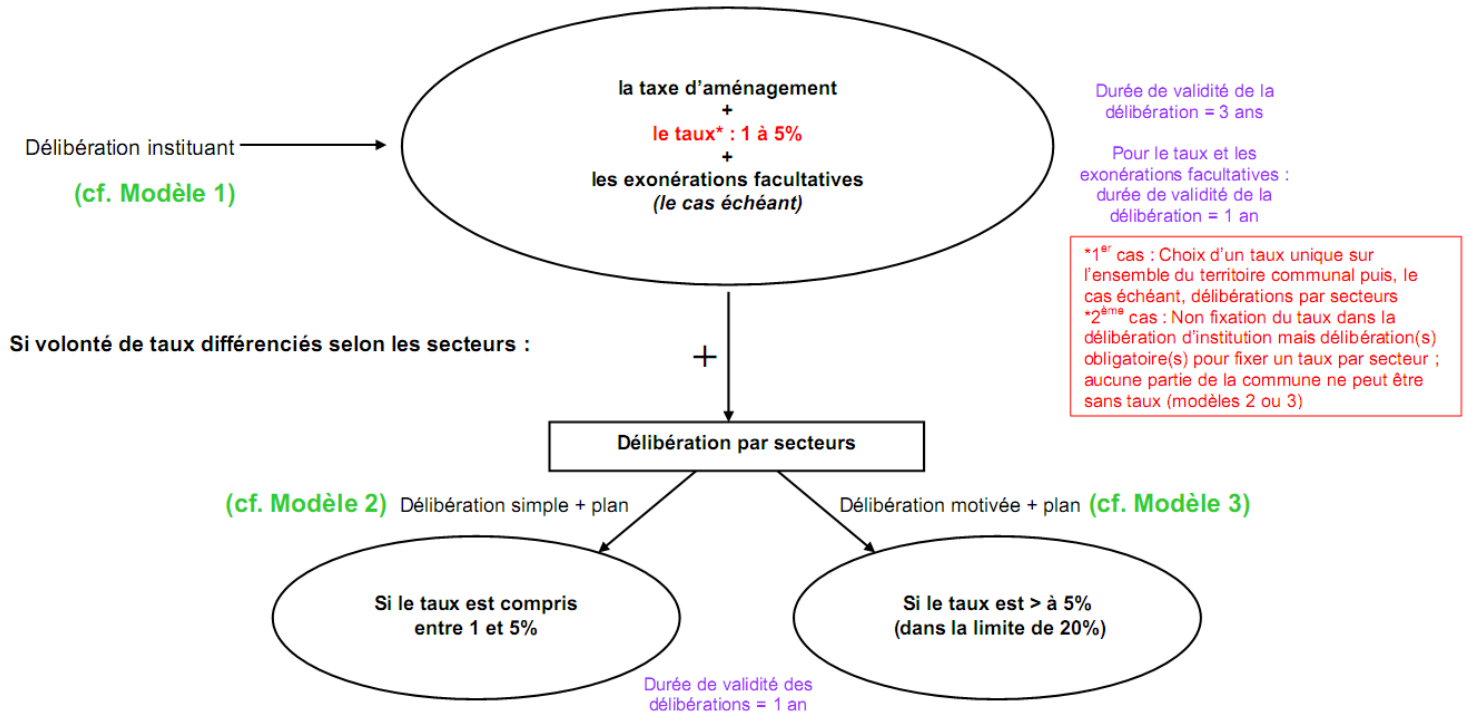 la taxe d’aménagement
+
le taux* : 1 à 5%
+
les exonérations facultatives
(le cas échéant)
Délibération instituant
(cf. Modèle 1)
Durée de validité de la
délibération = 3 ans
Pour le taux et les
exonérations facultatives :
durée de validité de la
délibération = 1 an
*1er cas : Choix d’un taux unique sur
l’ensemble du territoire communal puis, le
cas échéant, délibérations par secteurs
*2ème cas : Non fixation du taux dans la
délibération d’institution mais délibération(s)
obligatoire(s) pour fixer un taux par secteur ;
aucune partie de la commune ne peut être
sans taux (modèles 2 ou 3)
Si volonté de taux différenciés selon les secteurs :
+
Délibération par secteurs
(cf. Modèle 2) Délibération simple + plan
Délibération motivée + plan (cf. Modèle 3)
Si le taux est compris
entre 1 et 5%
Si le taux est > à 5%
(dans la limite de 20%)
Durée de validité des
délibérations = 1 an